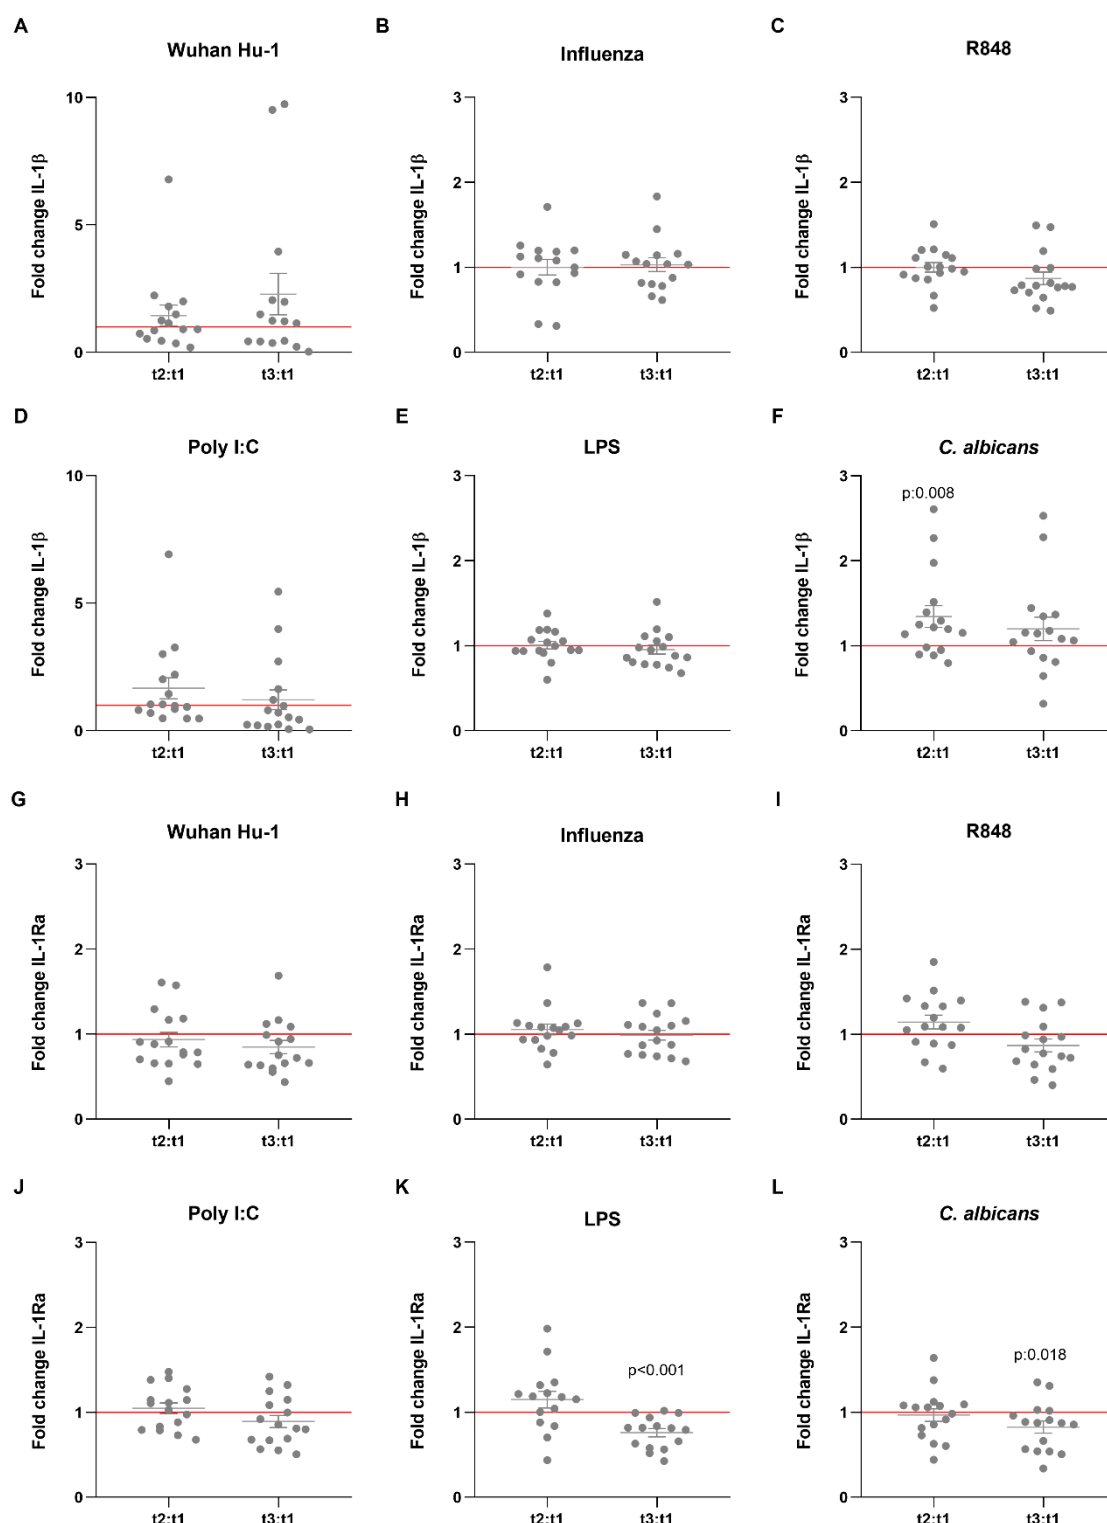 A
B
C
Wuhan Hu-1
Influenza
R848
Fold change IL-1β
10
5
0
t2:t1
t3:t1
Fold change IL-1β
3
2
1
0
t2:t1
t3:t1
Fold change IL-1β
3
2
1
0
t2:t1
t3:t1
D
E
F
Poly I:C
LPS
C. albicans
Fold change IL-1β
10
5
0
t2:t1
t3:t1
Fold change IL-1β
3
2
1
0
t2:t1
t3:t1
Fold change IL-1β
3
2
1
0
p:0.008
t2:t1
t3:t1
G
H
I
Wuhan Hu-1
Influenza
R848
Fold change IL-1Ra
3
2
1
0
t2:t1
t3:t1
Fold change IL-1Ra
3
2
1
0
t2:t1
t3:t1
Fold change IL-1Ra
3
2
1
0
t2:t1
t3:t1
J
K
L
Poly I:C
LPS
C. albicans
Fold change IL-1Ra
3
2
1
0
t2:t1
t3:t1
Fold change IL-1Ra
3
2
1
0
p<0.001
t2:t1
t3:t1
Fold change IL-1Ra
3
2
1
0
p:0.018
t2:t1
t3:t1